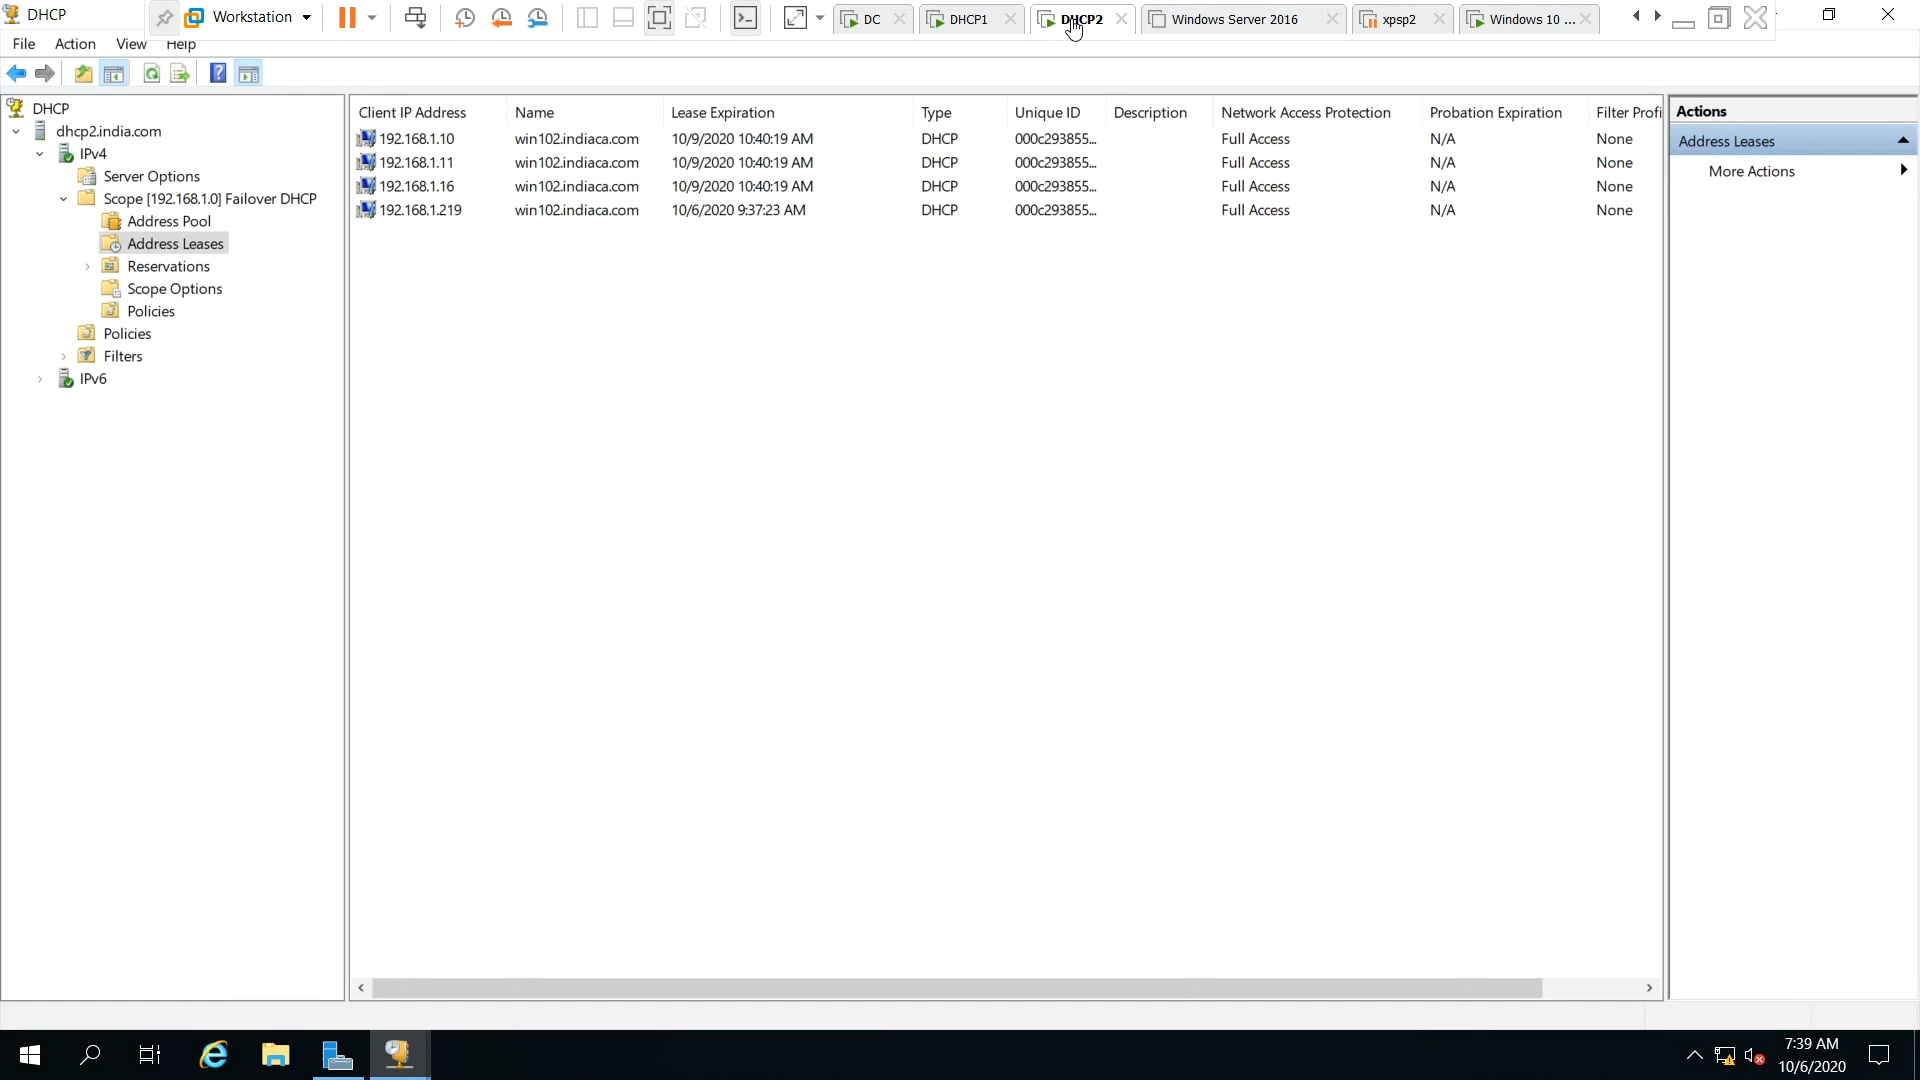 DHCP
Workstation
DC
DHCP1
DHCP2
Windows Server 2016
xpsp2
Windows 10 ...
File Action View Help
DHCP
dhcp2.india.com
IPv4
Server Options
Scope [192.168.1.0] Failover DHCP
Address Pool
Address Leases
Reservations
Scope Options
Policies
Policies
Filters
IPv6
Client IP Address Name Lease Expiration Type Unique ID Description Network Access Protection Probation Expiration Filter Profi
192.168.1.10 win102.indiaca.com 10/9/2020 10:40:19 AM DHCP 000c293855... Full Access N/A None
192.168.1.11 win102.indiaca.com 10/9/2020 10:40:19 AM DHCP 000c293855... Full Access N/A None
192.168.1.16 win102.indiaca.com 10/9/2020 10:40:19 AM DHCP 000c293855... Full Access N/A None
192.168.1.219 win102.indiaca.com 10/6/2020 9:37:23 AM DHCP 000c293855... Full Access N/A None
Actions
Address Leases
More Actions
7:39 AM
10/6/2020